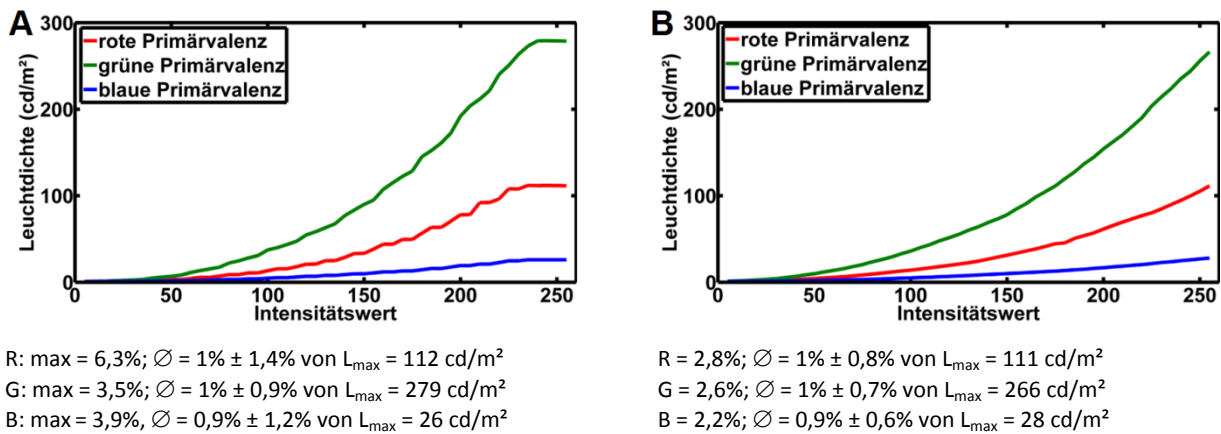 A
300
200
100
0
Leuchtdichte (cd/m²)
rote Primärvalenz
grüne Primärvalenz
blaue Primärvalenz
0 50 100 150 200 250
Intensitätswert
R: max = 6,3%; ∅ = 1% ± 1,4% von Lmax = 112 cd/m²
G: max = 3,5%; ∅ = 1% ± 0,9% von Lmax = 279 cd/m²
B: max = 3,9%, ∅ = 0,9% ± 1,2% von Lmax = 26 cd/m²
B
300
200
100
0
Leuchtdichte (cd/m²)
rote Primärvalenz
grüne Primärvalenz
blaue Primärvalenz
0 50 100 150 200 250
Intensitätswert
R = 2,8%; ∅ = 1% ± 0,8% von Lmax = 111 cd/m²
G = 2,6%; ∅ = 1% ± 0,7% von Lmax = 266 cd/m²
B = 2,2%; ∅ = 0,9% ± 0,6% von Lmax = 28 cd/m²